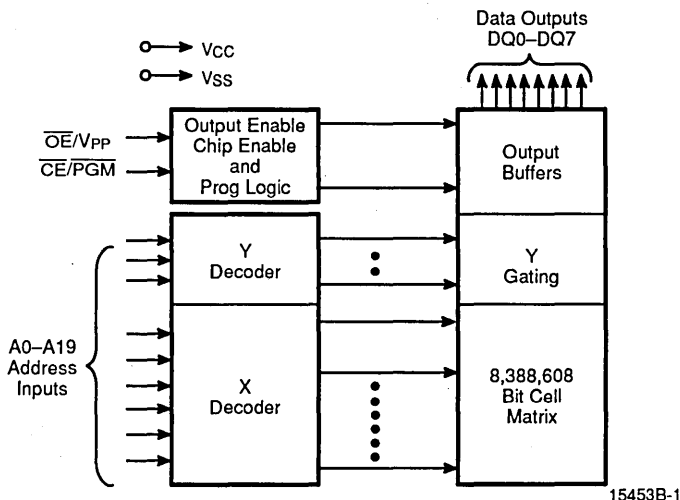 Data Outputs
DQ0–DQ7
VCC
VSS
OE/VPP
CE/PGM
Output Enable
Chip Enable
and
Prog Logic
Output
Buffers
Y
Decoder
Y
Gating
A0–A19
Address
Inputs
X
Decoder
8,388,608
Bit Cell
Matrix
15453B-1